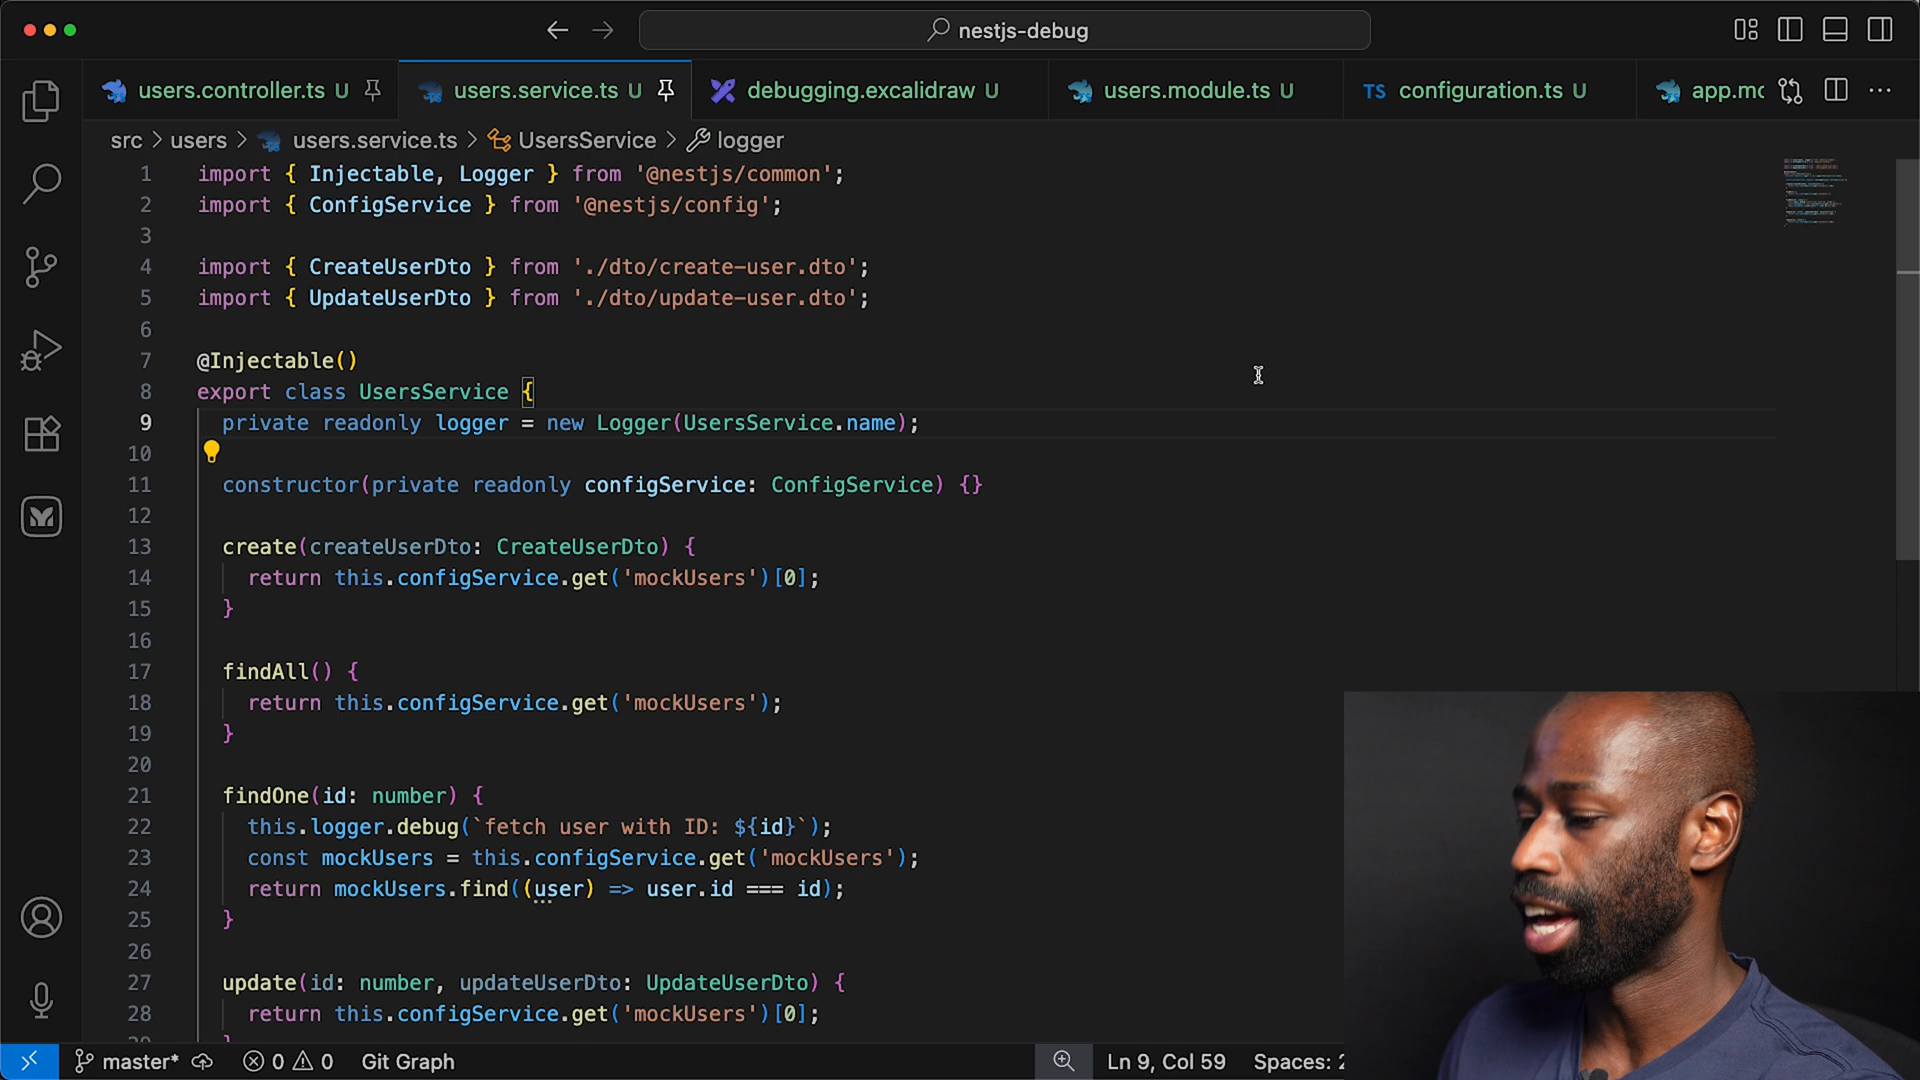 nestjs-debug
users.controller.ts U
users.service.ts U
debugging.excalidraw U
users.module.ts U
TS configuration.ts U
app.mc
src > users > users.service.ts > UsersService > logger
1 import { Injectable, Logger } from '@nestjs/common';
2 import { ConfigService } from '@nestjs/config';
3
4 import { CreateUserDto } from './dto/create-user.dto';
5 import { UpdateUserDto } from './dto/update-user.dto';
6
7 @Injectable()
8 export class UsersService {
9 private readonly logger = new Logger(UsersService.name);
10
11 constructor(private readonly configService: ConfigService) {}
12
13 create(createUserDto: CreateUserDto) {
14 return this.configService.get('mockUsers')[0];
15 }
16
17 findAll() {
18 return this.configService.get('mockUsers');
19 }
20
21 findOne(id: number) {
22 this.logger.debug(`fetch user with ID: ${id}`);
23 const mockUsers = this.configService.get('mockUsers');
24 return mockUsers.find((user) => user.id === id);
25 }
26
27 update(id: number, updateUserDto: UpdateUserDto) {
28 return this.configService.get('mockUsers')[0];
master* 0 0 Git Graph
Ln 9, Col 59 Spaces: 2